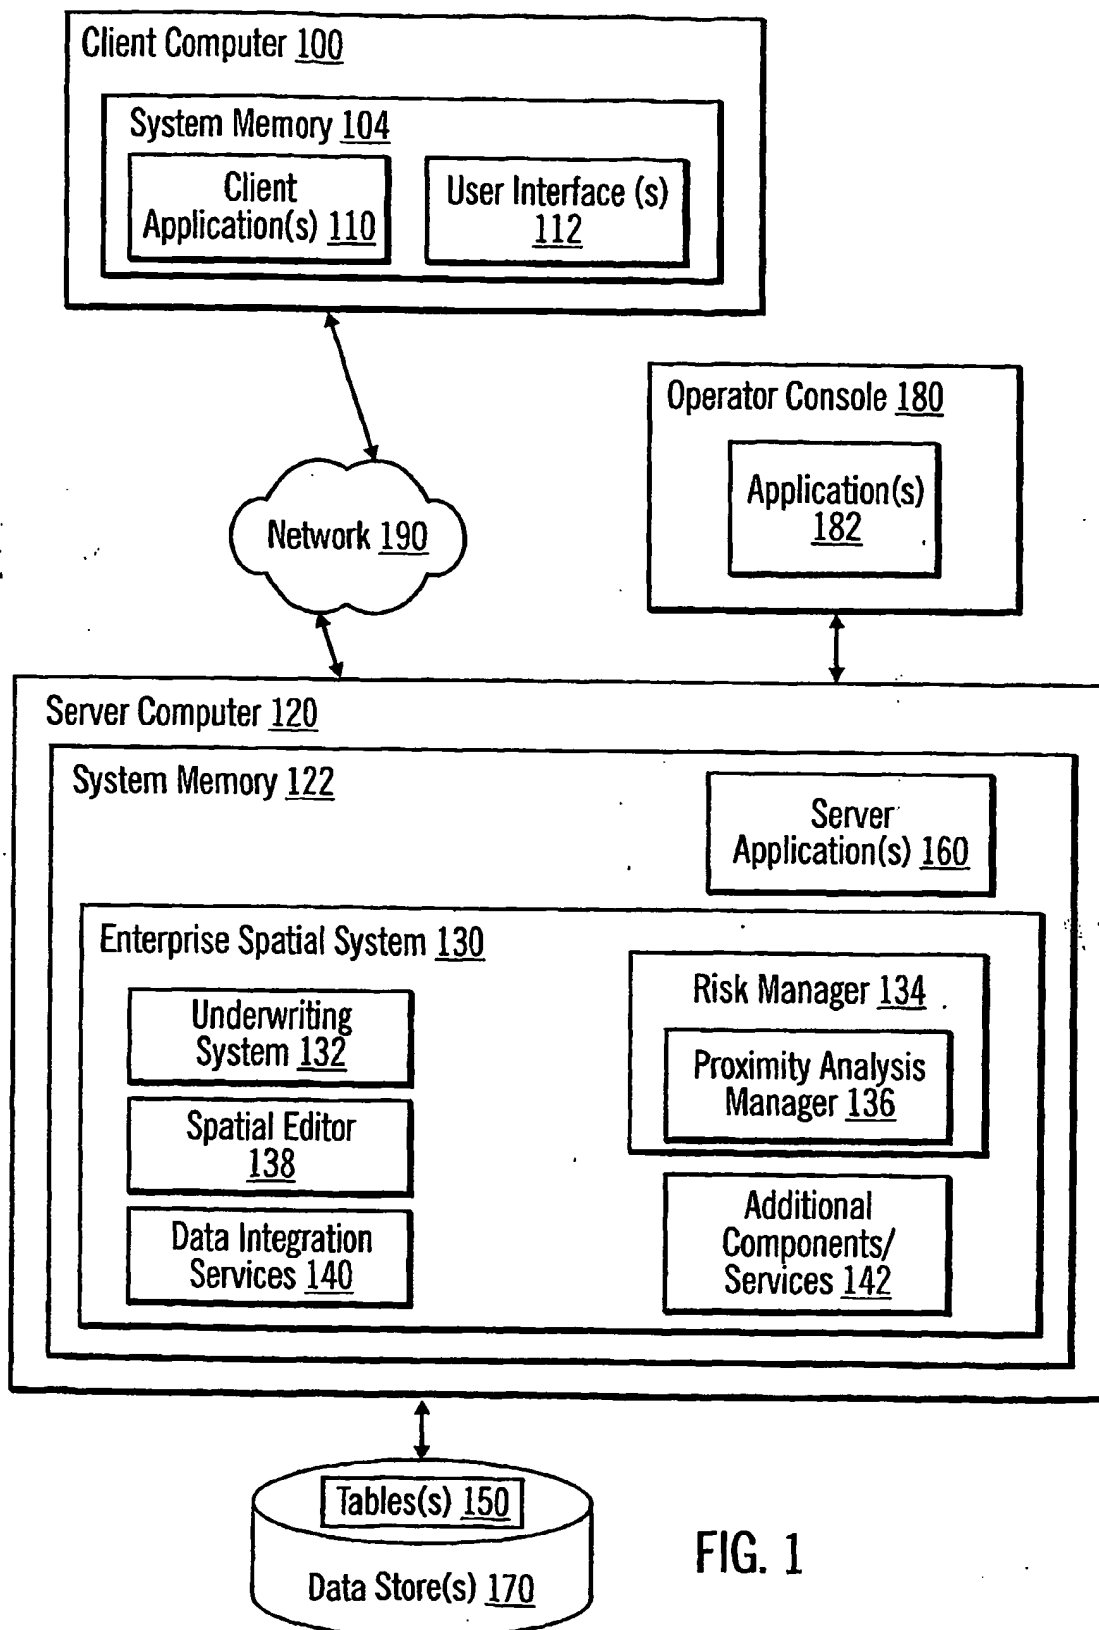 Client Computer 100
System Memory 104
Client
Application(s) 110
User Interface (s)
112
Operator Console 180
Application(s)
182
Network 190
Server Computer 120
System Memory 122
Server
Application(s) 160
Enterprise Spatial System 130
Underwriting
System 132
Risk Manager 134
Proximity Analysis
Manager 136
Spatial Editor
138
Data Integration
Services 140
Additional
Components/
Services 142
Tables(s) 150
Data Store(s) 170
FIG. 1